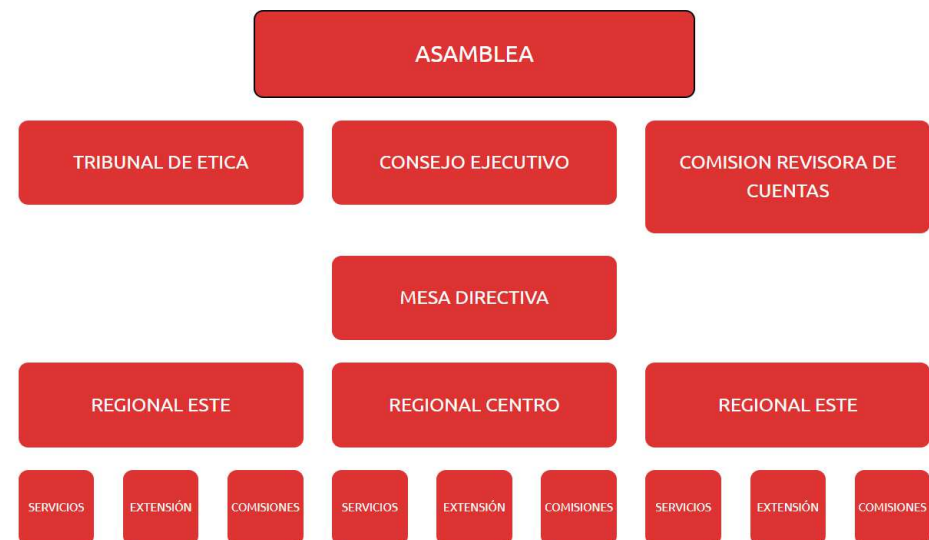 ASAMBLEA
TRIBUNAL DE ETICA
CONSEJO EJECUTIVO
COMISION REVISORA DE
CUENTAS
MESA DIRECTIVA
REGIONAL ESTE
REGIONAL CENTRO
REGIONAL ESTE
SERVICIOS
EXTENSIÓN
COMISIONES
SERVICIOS
EXTENSIÓN
COMISIONES
SERVICIOS
EXTENSIÓN
COMISIONES